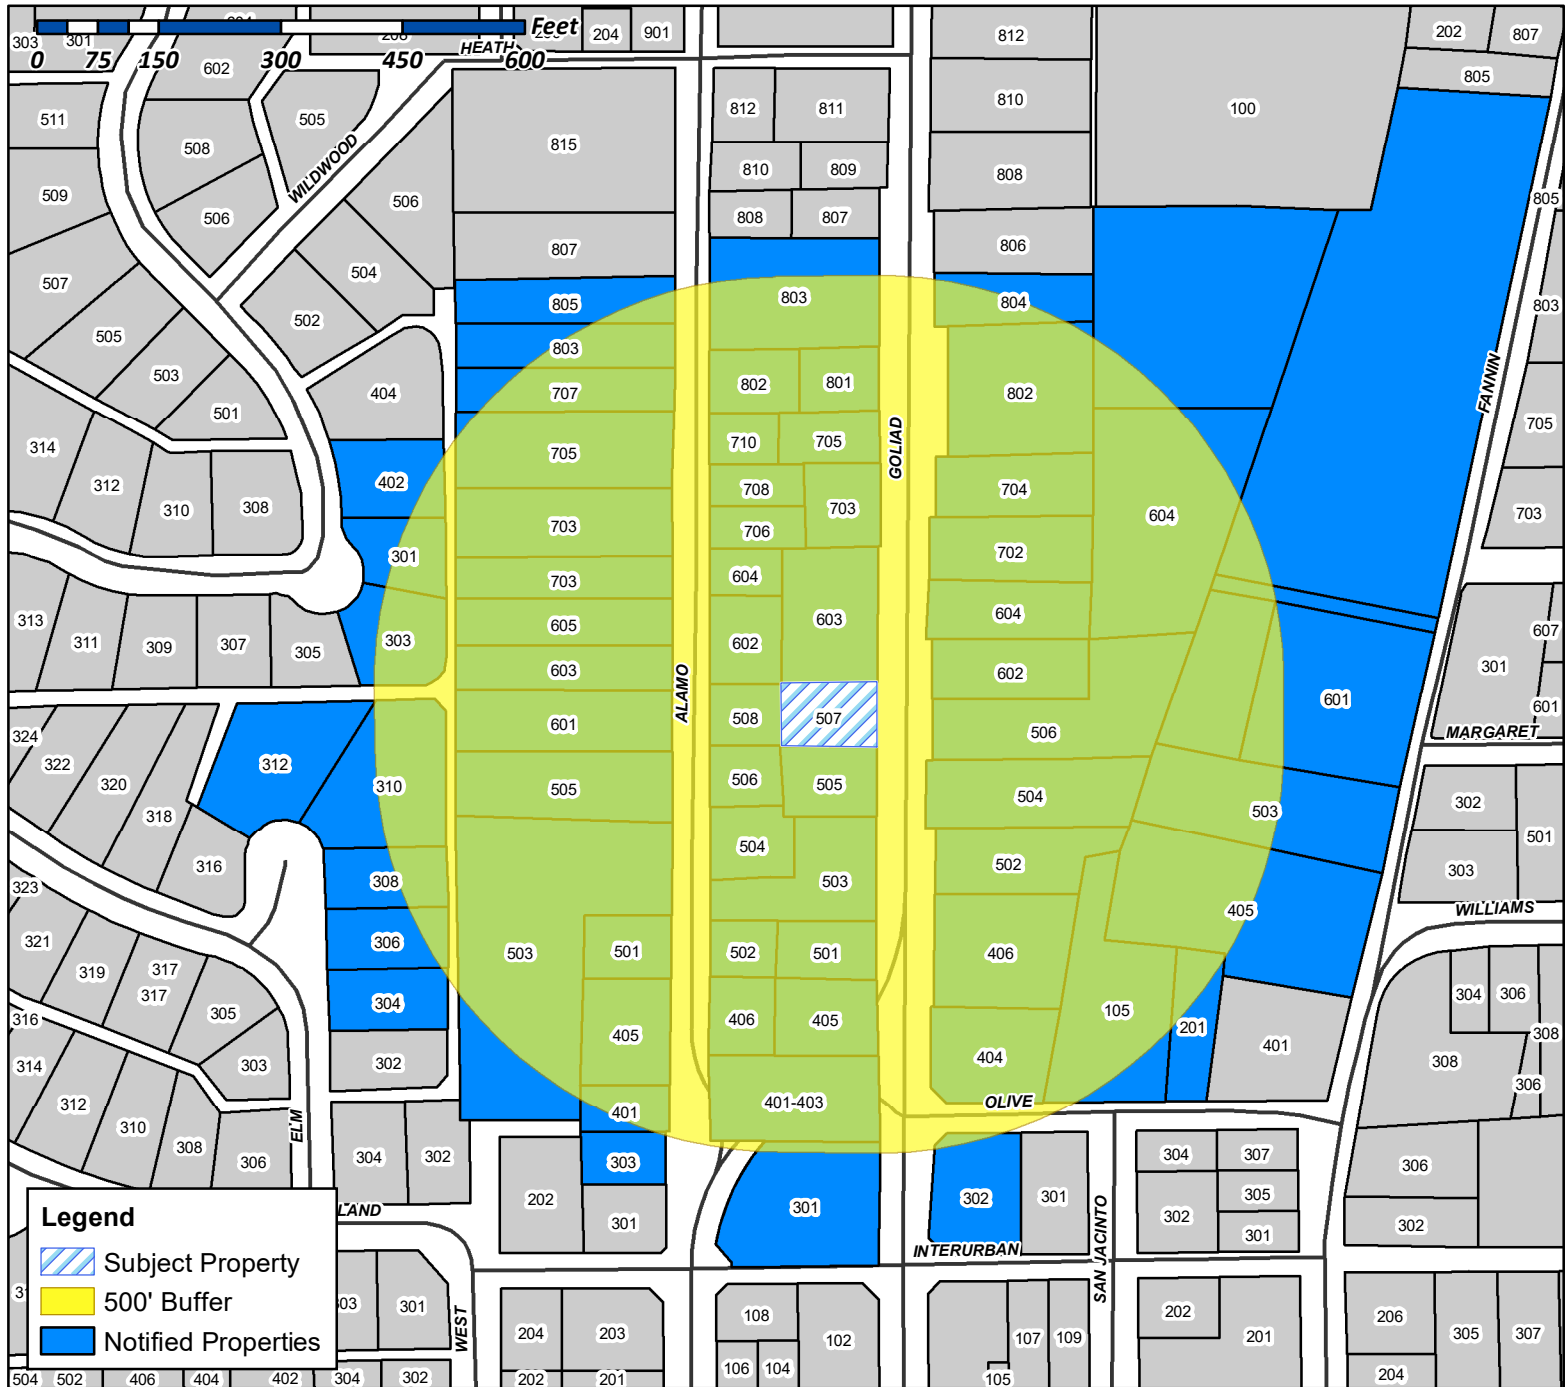 303 301 204 901 812 202 807
Feet
0 75 150 300 450 600
HEATH
602 805
511 505 812 811 810 100
508 815
WILDWOOD
509 506 506 810 809 808 805
808 807
507 504 807 806
502 805 803 804 803
505 803
503 404 707 802 801 802
FANNIN
501
314 705 710 705 705
GOLIAD
312 310 308 402 708 704 703
703 706 703 604
301 604 702
703
313 311 309 307 305 303 605 602 603 604 607
603 602 301
ALAMO
324 601 508 507 506 601 601
322 312 MARGARET
320 310 505 506 505 504 503 302
318 501
316 308 504 503 502 303
323 405 WILLIAMS
321 319 317 306 503 501 502 501 406
317 304 306
316 305 304 405 406 405 105 201 401 308
314 303 302 404 308
312 401 401-403 OLIVE 306
310 ELM
308 306 304 302 303 304 307 306
202 302 301 305
301 301 302 302
LAND 301
INTERURBAN
SAN JACINTO
Legend
Subject Property
500' Buffer
Notified Properties
301 WEST 204 203 108 102 107 109 202 201 206 305 307
106 104
504 502 406 404 402 304 302 202 201 105 204